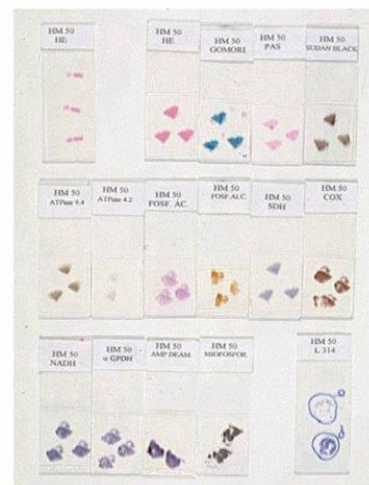 HM 50
HE
HM 50
HE
HM 50
GOMORI
HM 50
PAS
HM 50
SUDAN BLACK
HM 50
ATPase 9.4
HM 50
ATPase 4.2
HM 50
FOSF. AC.
HM 50
FOSF ALC.
HM 50
SDH
HM 50
COX
HM 50
NADH
HM 50
α GPDH
HM 50
AMP DEAM.
HM 50
MIOFOSFOR
HM 50
L 314